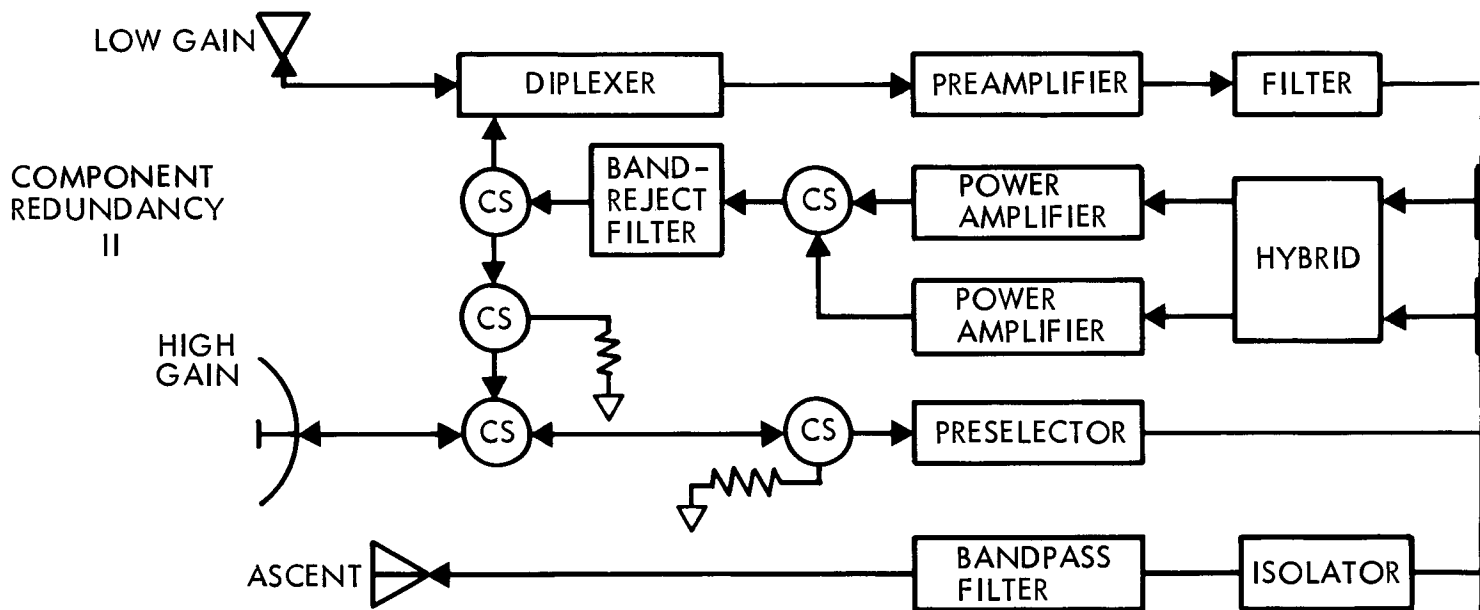 LOW GAIN
DIPLEXER
PREAMPLIFIER
FILTER
COMPONENT
REDUNDANCY
II
CS
BAND-
REJECT
FILTER
CS
POWER
AMPLIFIER
HYBRID
CS
POWER
AMPLIFIER
HIGH
GAIN
CS
CS
PRESELECTOR
ASCENT
BANDPASS
FILTER
ISOLATOR